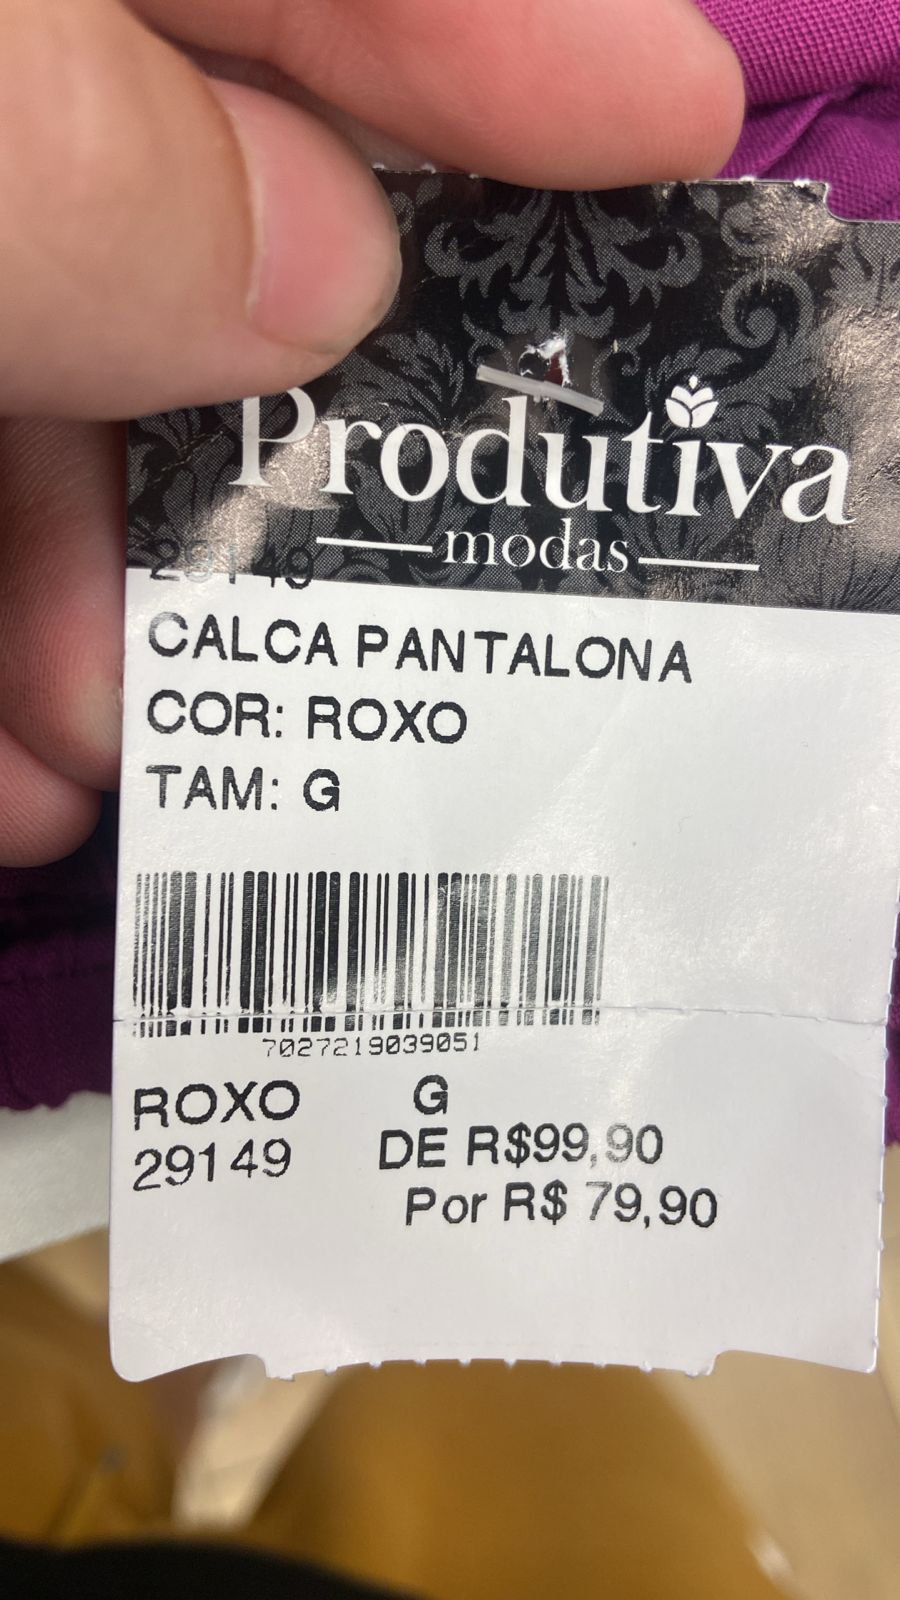 Produtiva
modas
29149
CALCA PANTALONA
COR: ROXO
TAM: G
7027219039051
ROXO G
29149 DE R$99,90
Por R$ 79,90